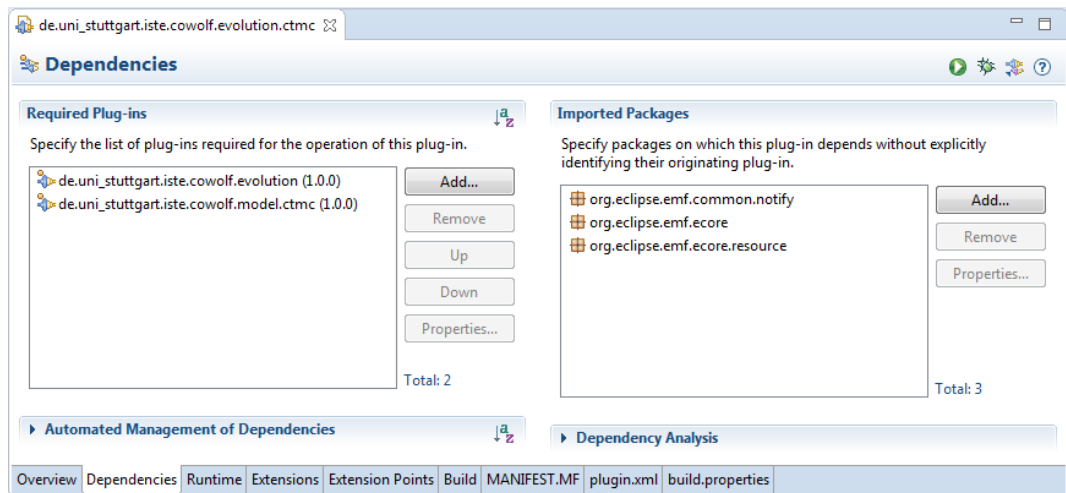 de.uni_stuttgart.iste.cowolf.evolution.ctmc
Dependencies
Required Plug-ins
Specify the list of plug-ins required for the operation of this plug-in.
de.uni_stuttgart.iste.cowolf.evolution (1.0.0)
de.uni_stuttgart.iste.cowolf.model.ctmc (1.0.0)
Add...
Remove
Up
Down
Properties...
Total: 2
Imported Packages
Specify packages on which this plug-in depends without explicitly
identifying their originating plug-in.
org.eclipse.emf.common.notify
org.eclipse.emf.ecore
org.eclipse.emf.ecore.resource
Add...
Remove
Properties...
Total: 3
Automated Management of Dependencies
Dependency Analysis
Overview Dependencies Runtime Extensions Extension Points Build MANIFEST.MF plugin.xml build.properties